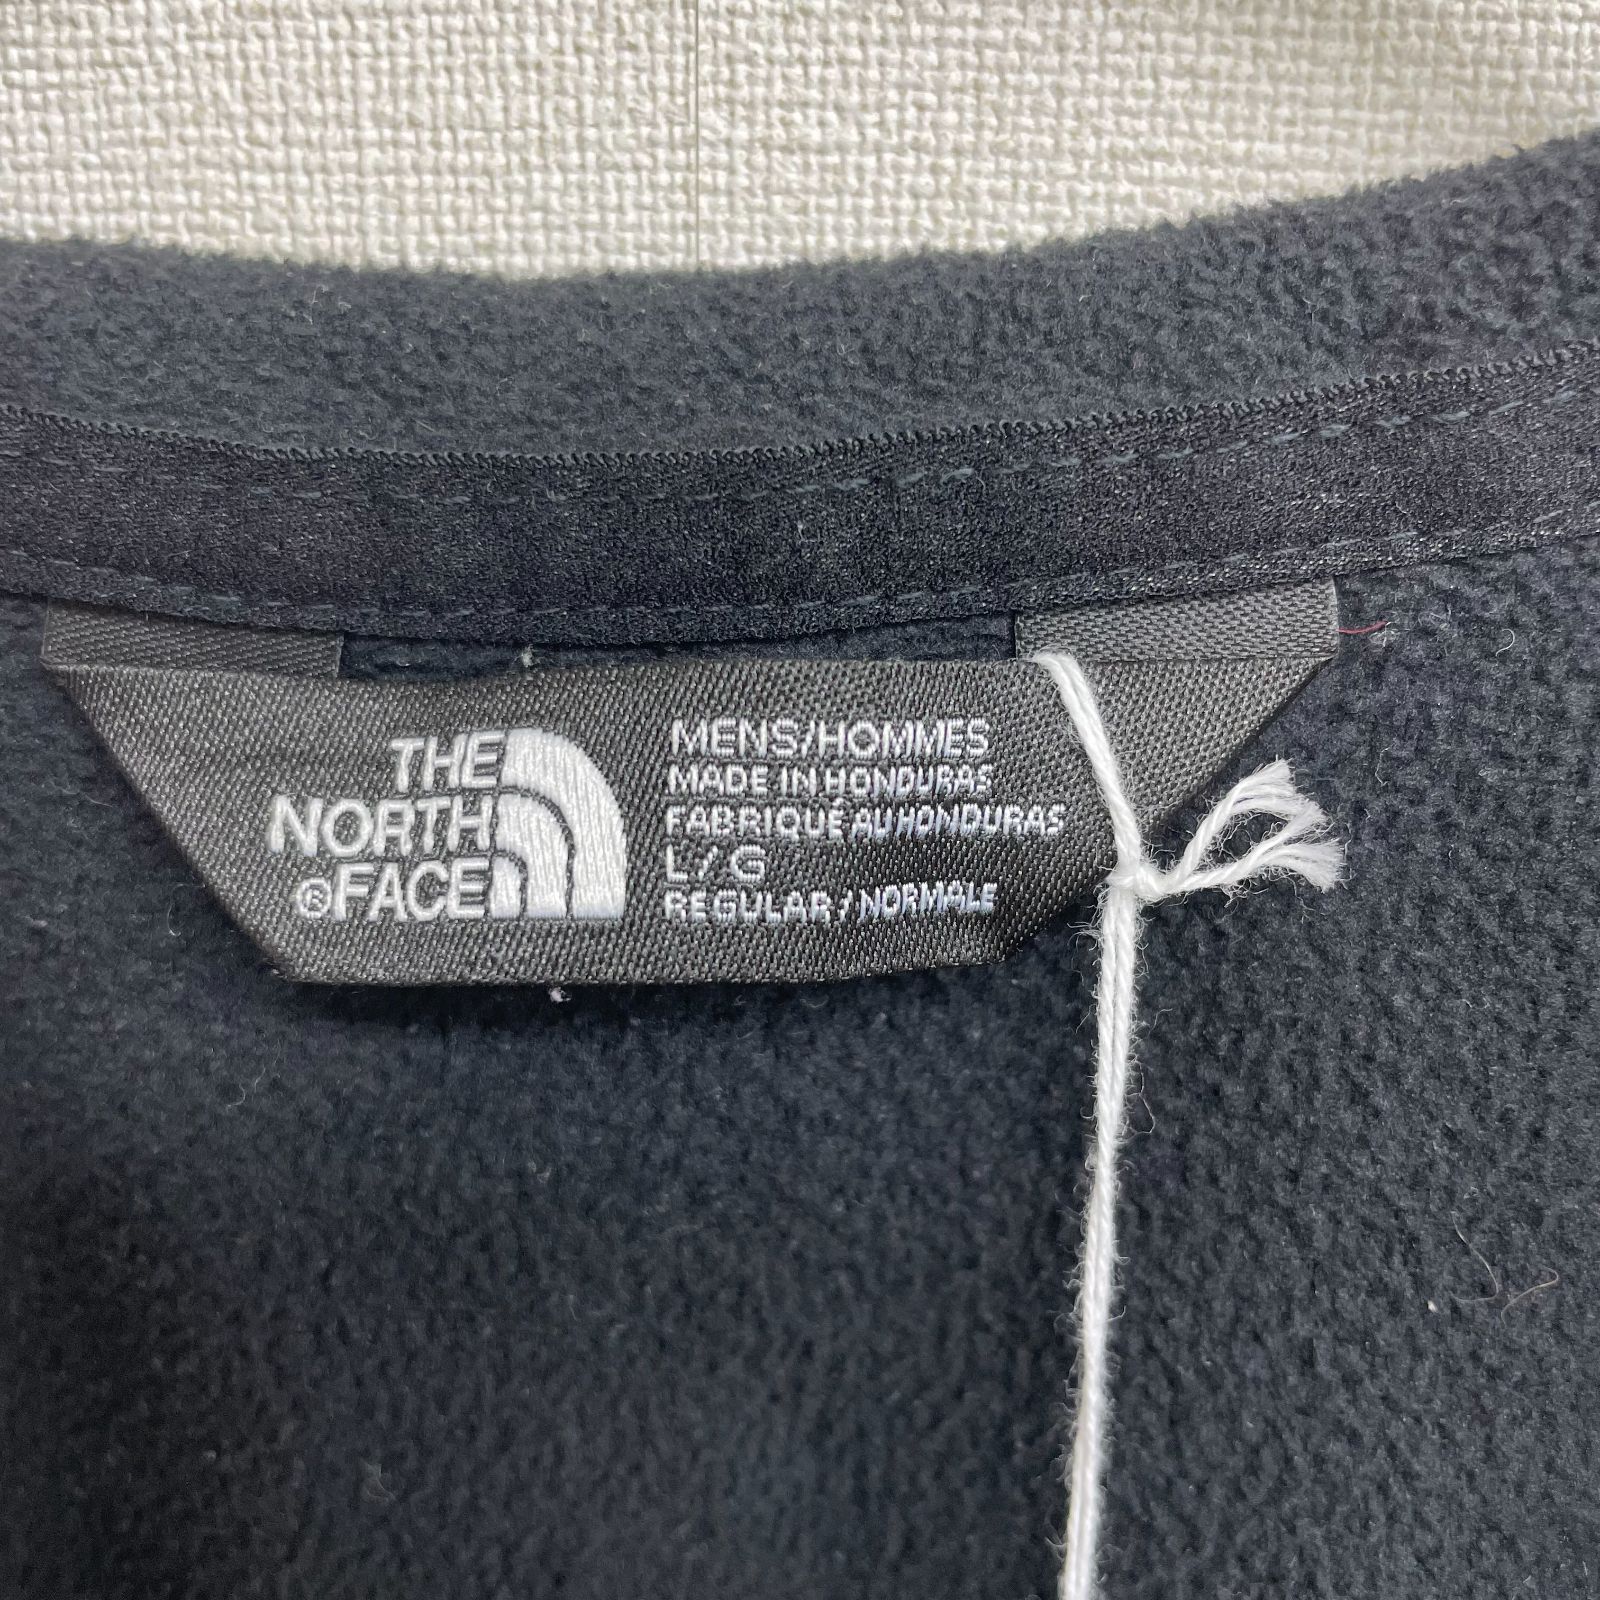 THE
NORTH
®FACE
MENS/HOMMES
MADE IN HONDURAS
FABRIQUÉ AU HONDURAS
L/G
REGULAR/NORMALE